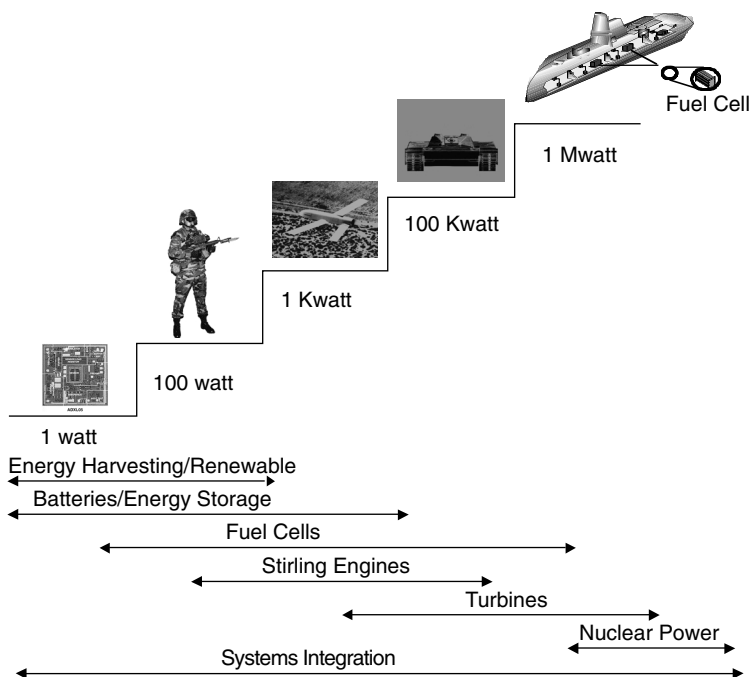 Fuel Cell
1 Mwatt
100 Kwatt
1 Kwatt
100 watt
1 watt
Energy Harvesting/Renewable
Batteries/Energy Storage
Fuel Cells
Stirling Engines
Turbines
Nuclear Power
Systems Integration